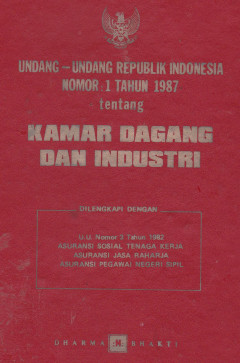 UNDANG - UNDANG REPUBLIK INDONESIA
NOMOR : 1 TAHUN 1987
tentang
KAMAR DAGANG
DAN INDUSTRI
DILENGKAPI DENGAN
U.U. Nomor 3 Tahun 1982
ASURANSI SOSIAL TENAGA KERJA
ASURANSI JASA RAHARJA
ASURANSI PEGAWAI NEGERI SIPIL
DHARMA BHAKTI